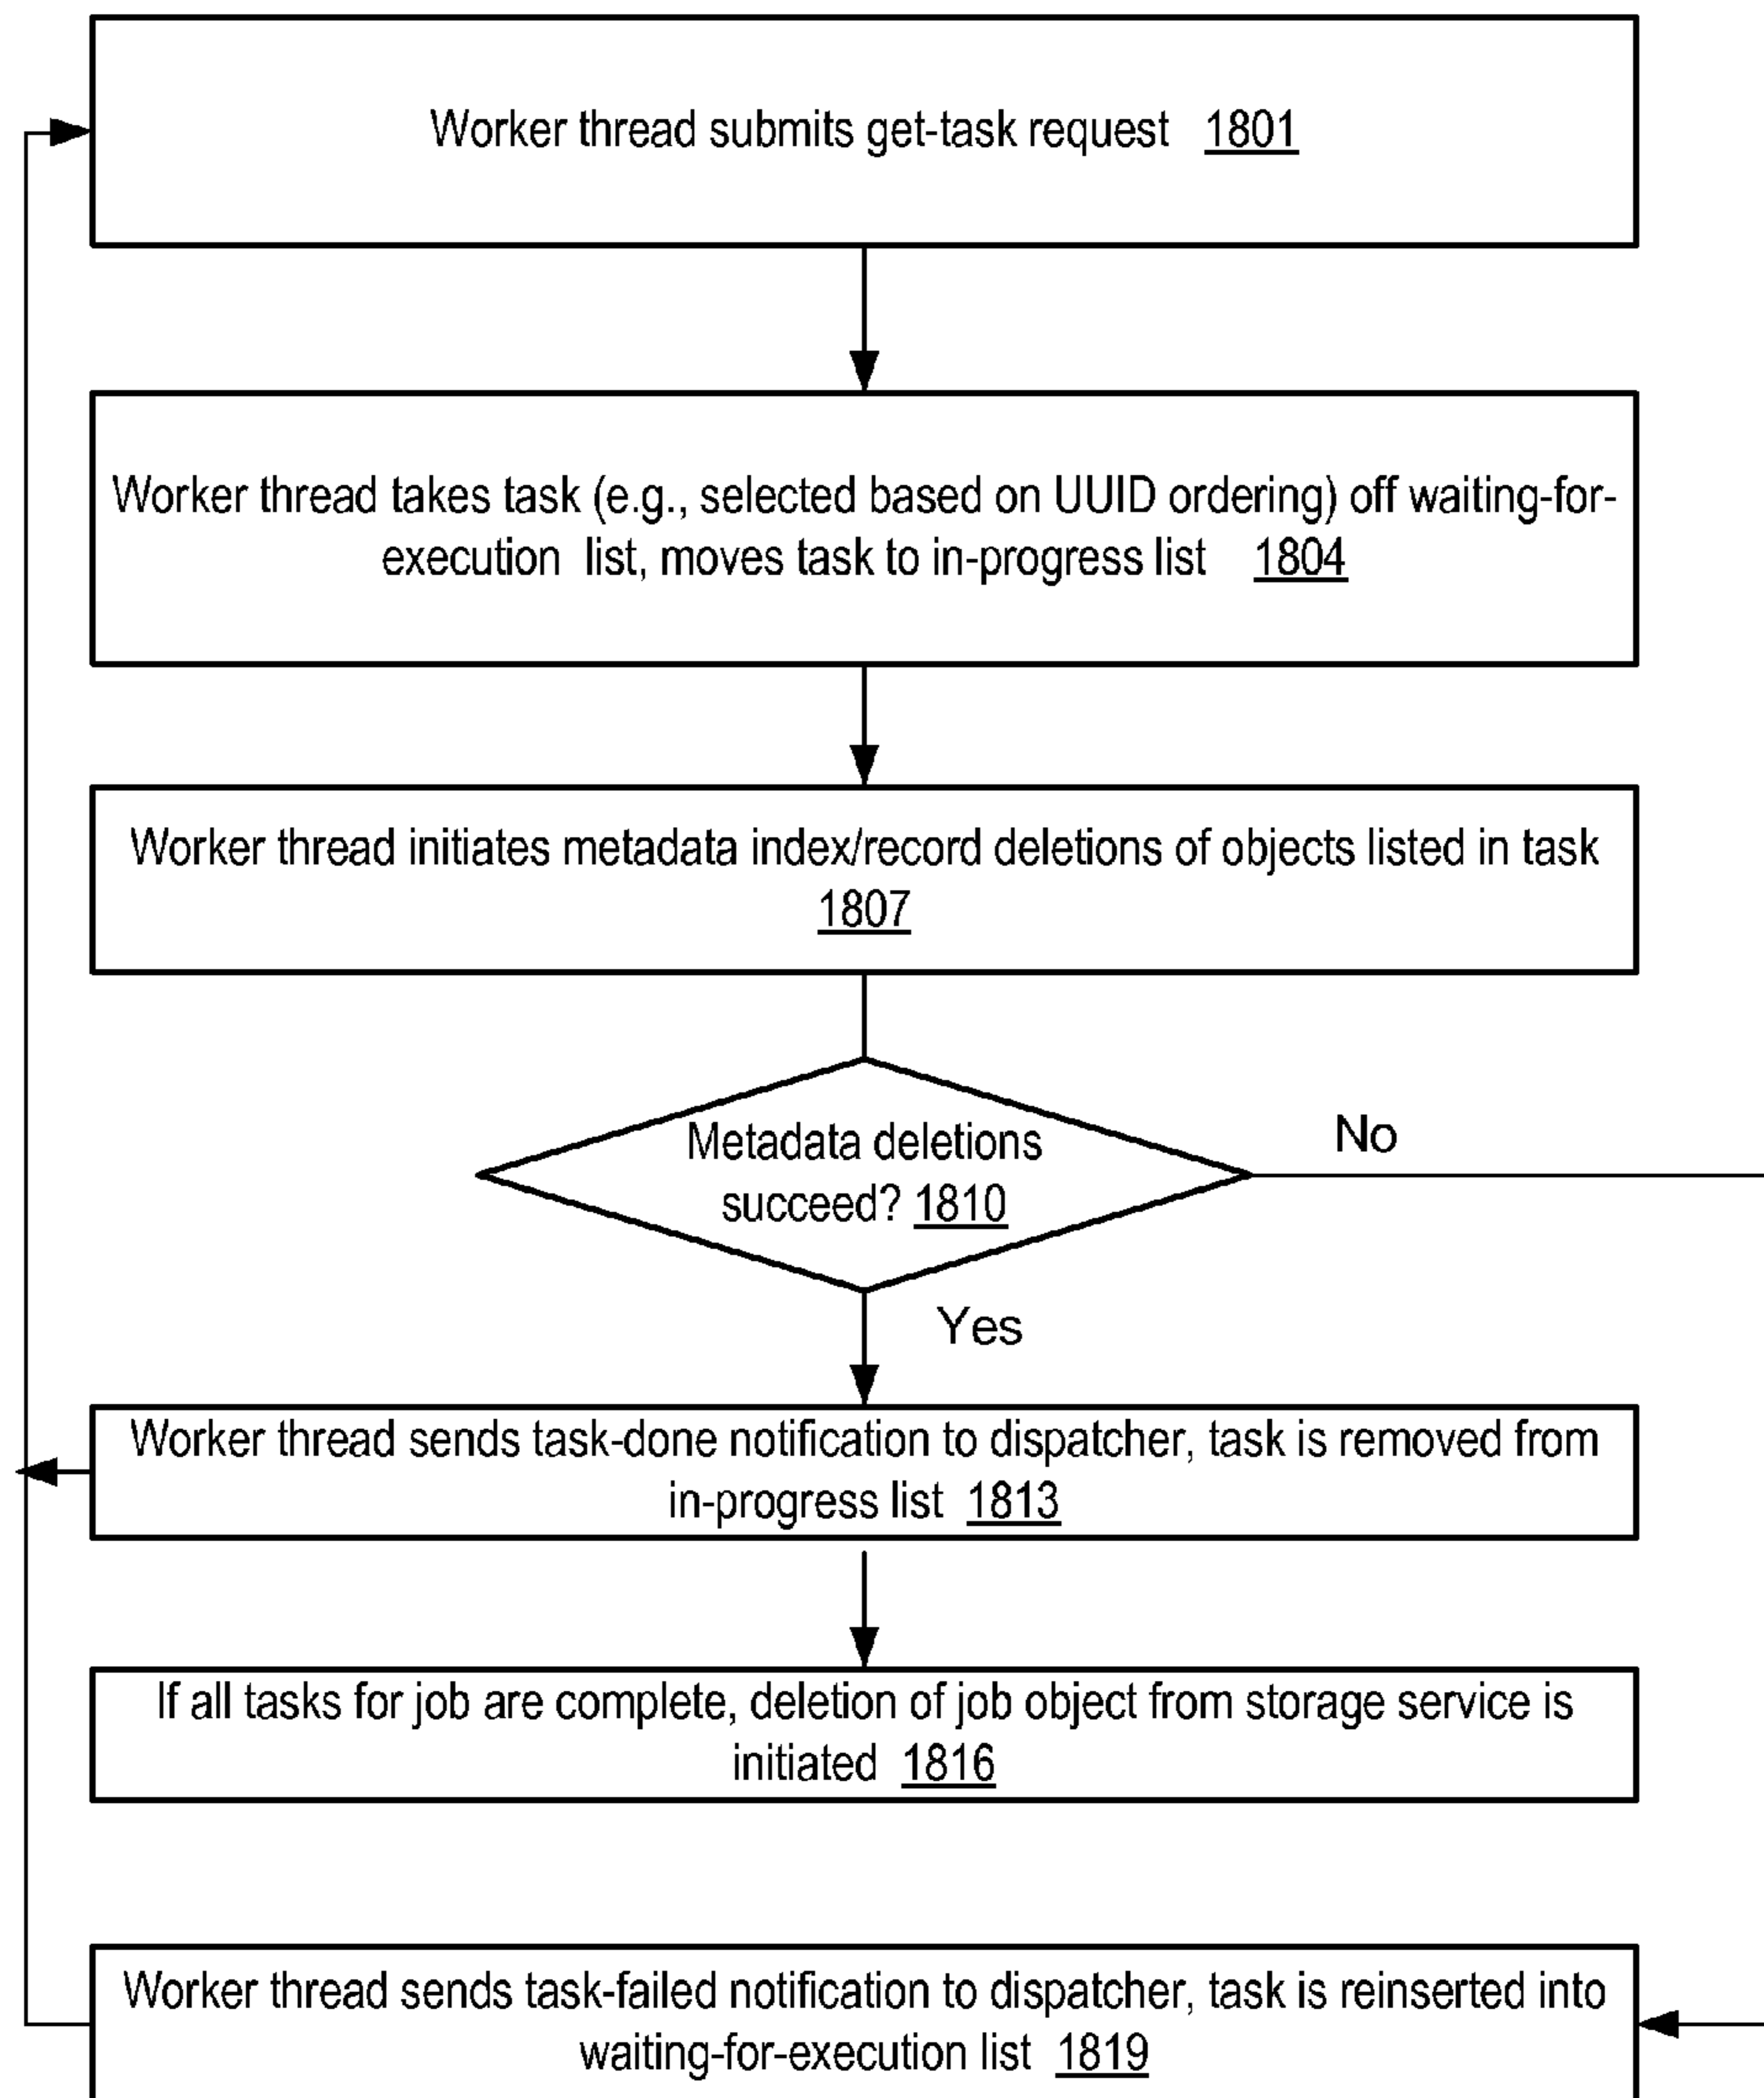 Worker thread submits get-task request 1801
Worker thread takes task (e.g., selected based on UUID ordering) off waiting-for-
execution list, moves task to in-progress list 1804
Worker thread initiates metadata index/record deletions of objects listed in task
1807
Metadata deletions
succeed? 1810
No
Yes
Worker thread sends task-done notification to dispatcher, task is removed from
in-progress list 1813
If all tasks for job are complete, deletion of job object from storage service is
initiated 1816
Worker thread sends task-failed notification to dispatcher, task is reinserted into
waiting-for-execution list 1819